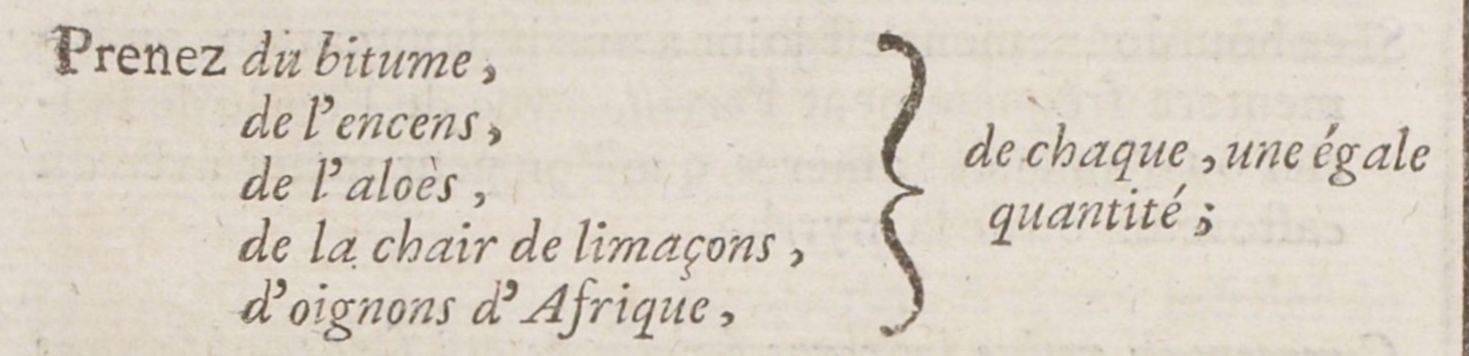 Prenez du bitume,
de l'encens,
de l'aloès,
de la chair de limaçons,
d'oignons d'Afrique,
de chaque, une égale
quantité;